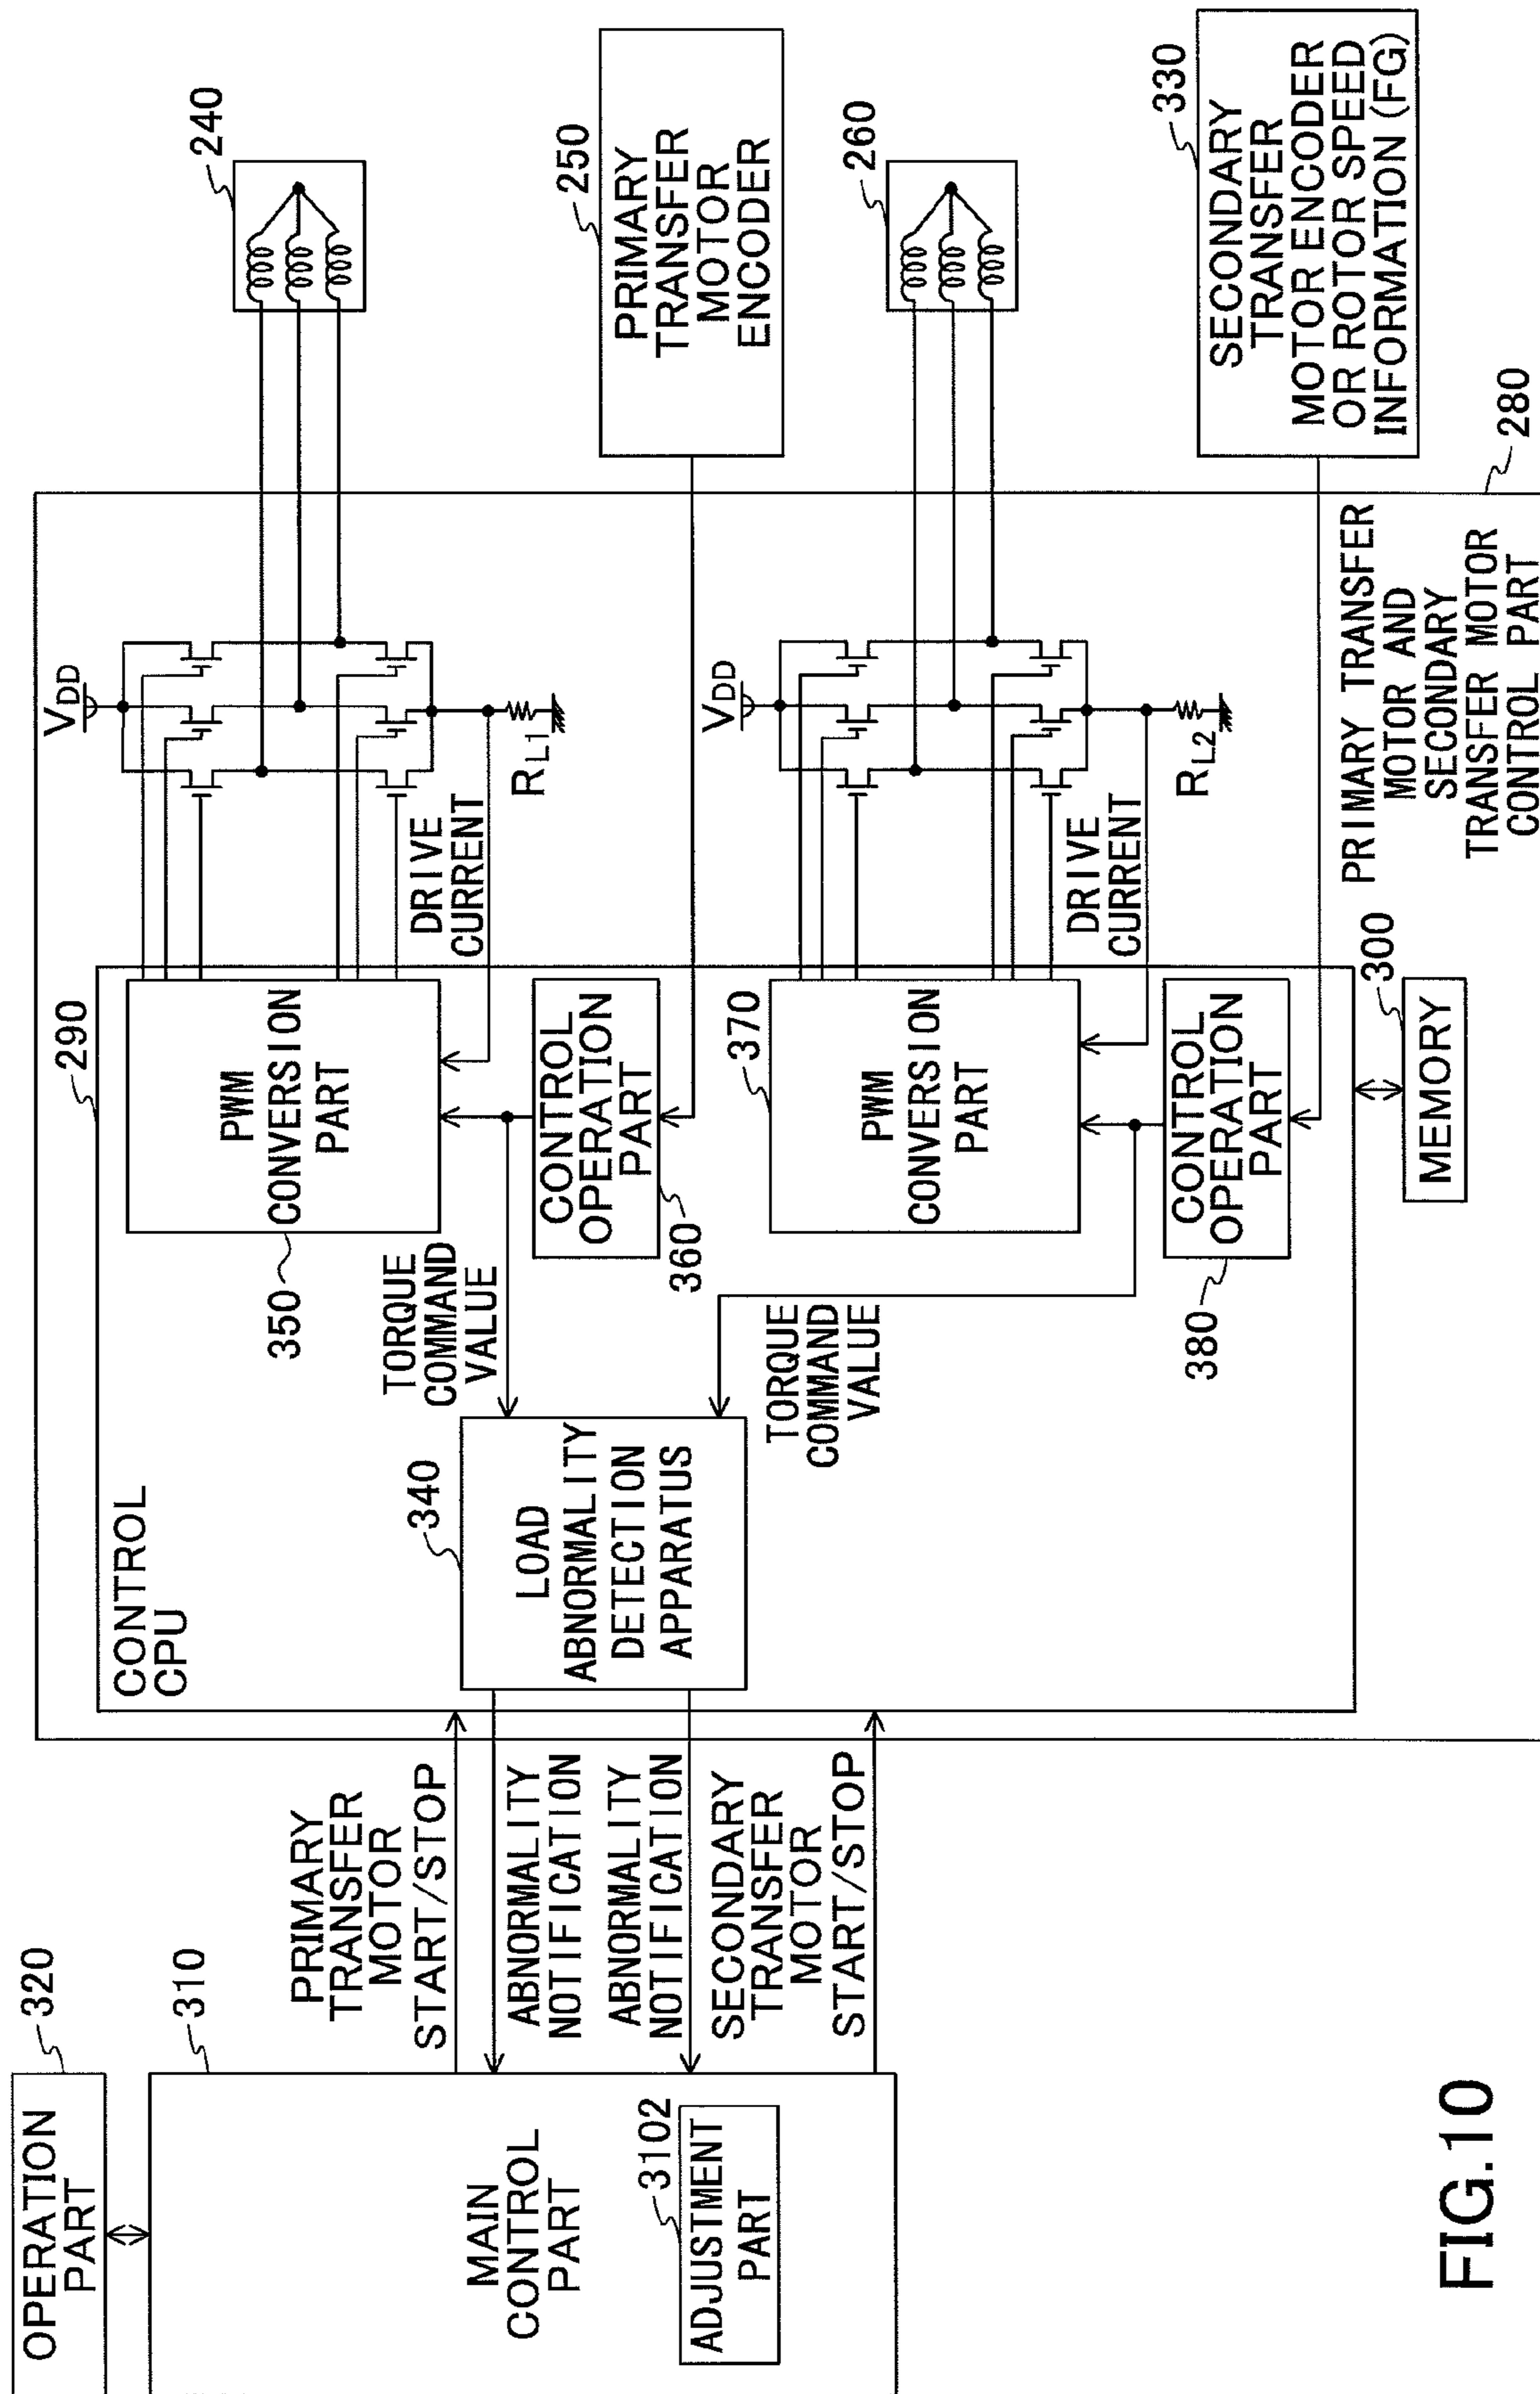 OPERATION
PART
320
310
MAIN
CONTROL
PART
3102
ADJUSTMENT
PART
PRIMARY
TRANSFER
MOTOR
START/STOP
ABNORMALITY
NOTIFICATION
ABNORMALITY
NOTIFICATION
SECONDARY
TRANSFER
MOTOR
START/STOP
CONTROL
CPU
290
340
LOAD
ABNORMALITY
DETECTION
APPARATUS
TORQUE
COMMAND
VALUE
TORQUE
COMMAND
VALUE
350
PWM
CONVERSION
PART
360
CONTROL
OPERATION
PART
370
PWM
CONVERSION
PART
380
CONTROL
OPERATION
PART
300
MEMORY
VDD
DRIVE
CURRENT
RL1
VDD
DRIVE
CURRENT
RL2
PRIMARY TRANSFER
MOTOR AND
SECONDARY
TRANSFER MOTOR
CONTROL PART
280
240
250
PRIMARY
TRANSFER
MOTOR
ENCODER
260
330
SECONDARY
TRANSFER
MOTOR ENCODER
OR ROTOR SPEED
INFORMATION (FG)
FIG.10